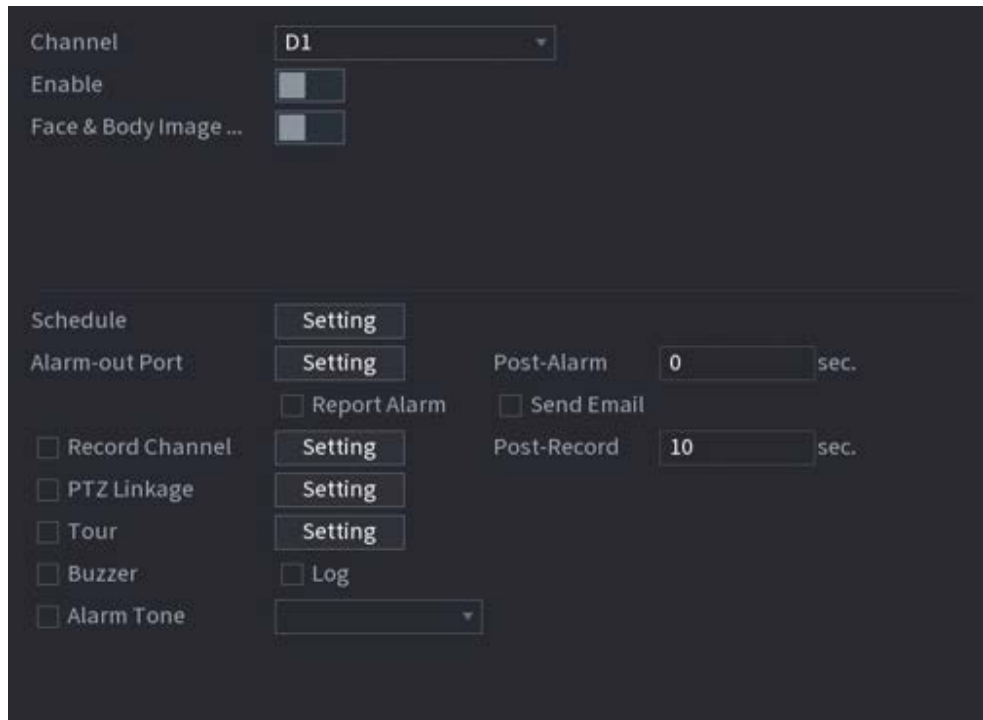 Channel D1
Enable
Face & Body Image ...
Schedule Setting
Alarm-out Port Setting Post-Alarm 0 sec.
Report Alarm Send Email
Record Channel Setting Post-Record 10 sec.
PTZ Linkage Setting
Tour Setting
Buzzer Log
Alarm Tone